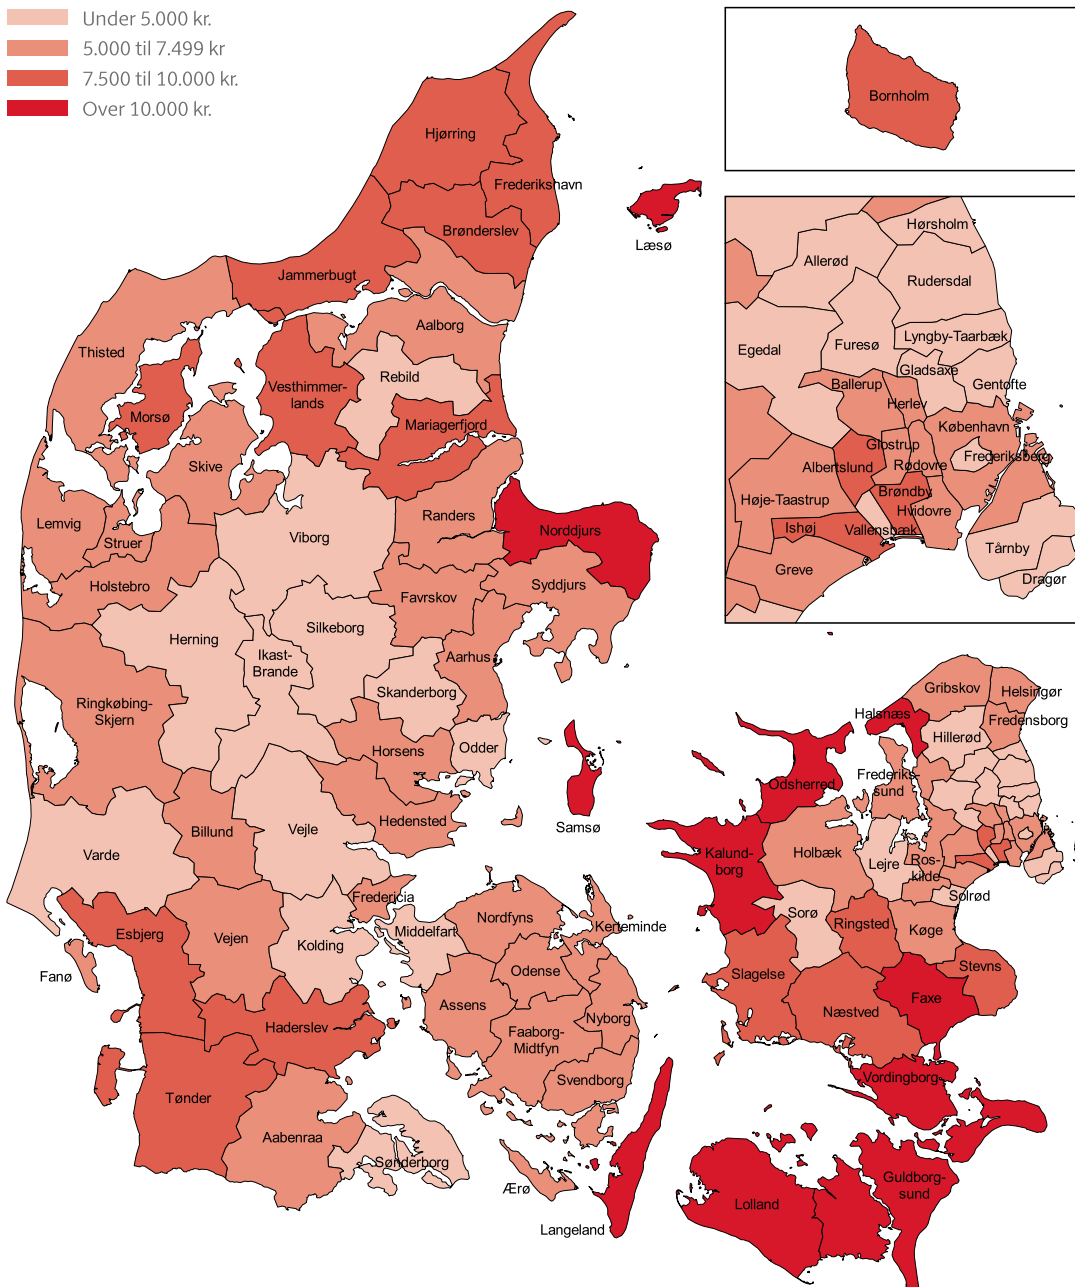 Under 5.000 kr.
5.000 til 7.499 kr
7.500 til 10.000 kr.
Over 10.000 kr.
Bornholm
Hjørring
Frederikshavn
Brønderslev
Læsø
Jammerbugt
Aalborg
Thisted
Rebild
Vesthimmer-
lands
Morsø
Mariagerfjord
Skive
Lemvig
Struer
Randers
Norddjurs
Viborg
Holstebro
Syddjurs
Favrskov
Herning
Silkeborg
Ikast-
Brande
Aarhus
Skanderborg
Ringkøbing-
Skjern
Horsens
Odder
Samsø
Hedensted
Billund
Vejle
Varde
Fredericia
Esbjerg
Vejen
Kolding
Middelfart
Nordfyns
Kerteminde
Fanø
Odense
Assens
Nyborg
Haderslev
Faaborg-
Midtfyn
Svendborg
Tønder
Aabenraa
Sønderborg
Ærø
Langeland
Hørsholm
Allerød
Rudersdal
Lyngby-Taarbæk
Egedal
Furesø
Gladsaxe
Ballerup
Gentofte
Herlev
København
Glostrup
Frederiksberg
Albertslund
Rødovre
Brøndby
Høje-Taastrup
Hvidovre
Ishøj
Vallensbæk
Tårnby
Greve
Dragør
Gribskov
Helsingør
Halsnæs
Fredensborg
Hillerød
Odsherred
Frederiks-
sund
Kalund-
borg
Holbæk
Lejre
Ros-
kilde
Solrød
Sorø
Ringsted
Køge
Slagelse
Stevns
Faxe
Næstved
Vordingborg
Guldborg-
sund
Lolland